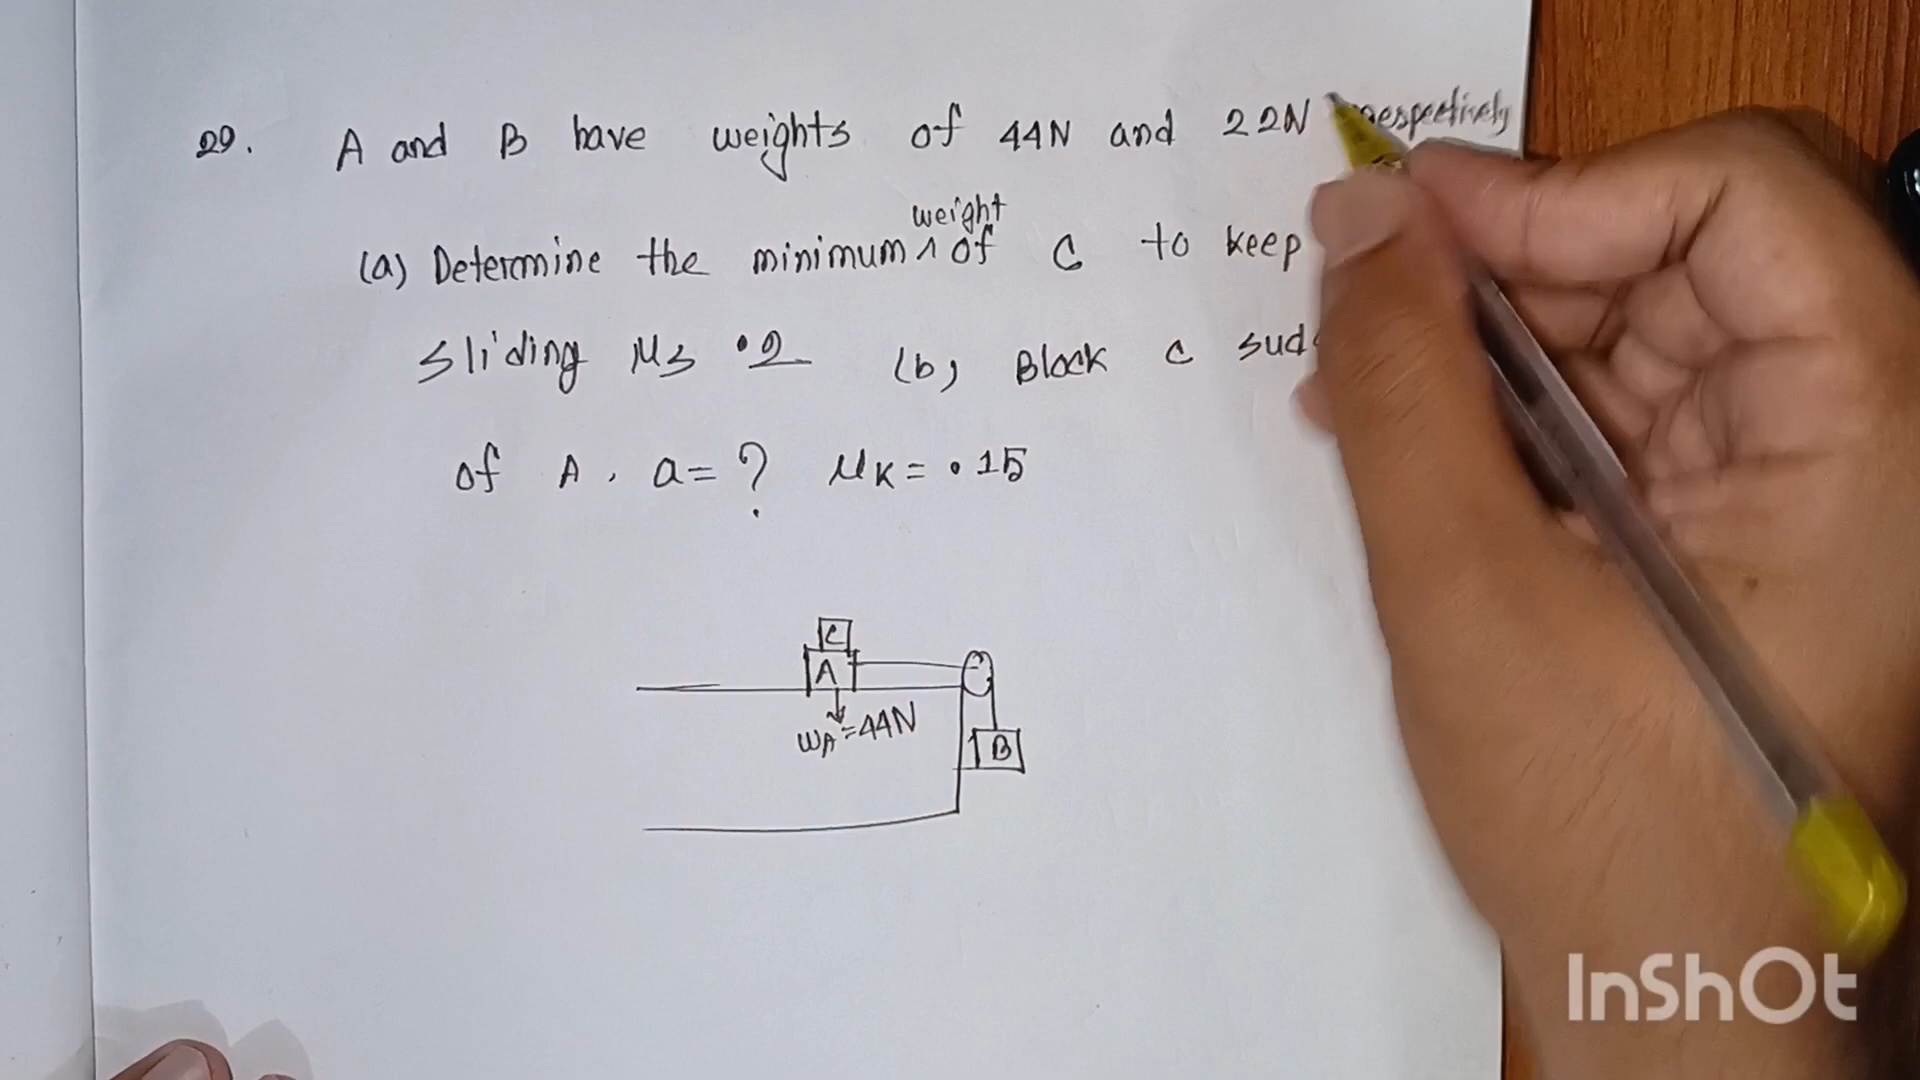 29. A and B have weights of 44N and 22N respectively
(a) Determine the minimum ^ weight of C to keep
sliding μs .2 (b) Block C
of A, a = ? μK = .15
C
A
WA = 44N
B
InShOt